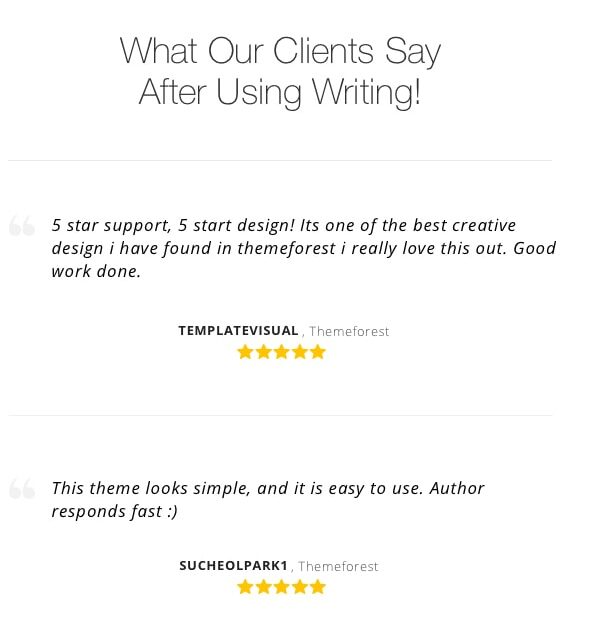 What Our Clients Say
After Using Writing!
5 star support, 5 start design! Its one of the best creative
design i have found in themeforest i really love this out. Good
work done.
TEMPLATEVISUAL , Themeforest
This theme looks simple, and it is easy to use. Author
responds fast :)
SUCHEOLPARK1 , Themeforest